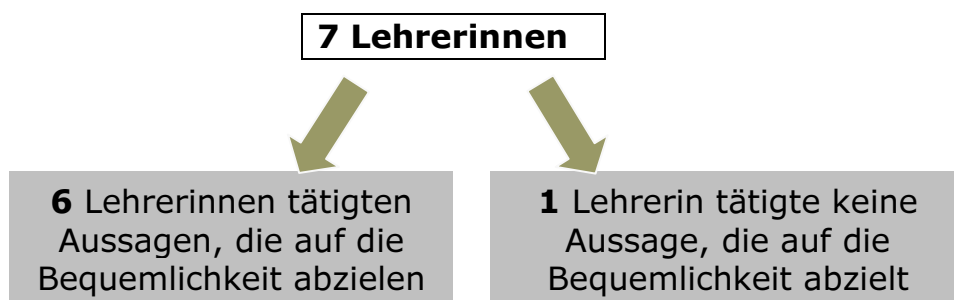 7 Lehrerinnen
6 Lehrerinnen tätigten
Aussagen, die auf die
Bequemlichkeit abzielen
1 Lehrerin tätigte keine
Aussage, die auf die
Bequemlichkeit abzielt